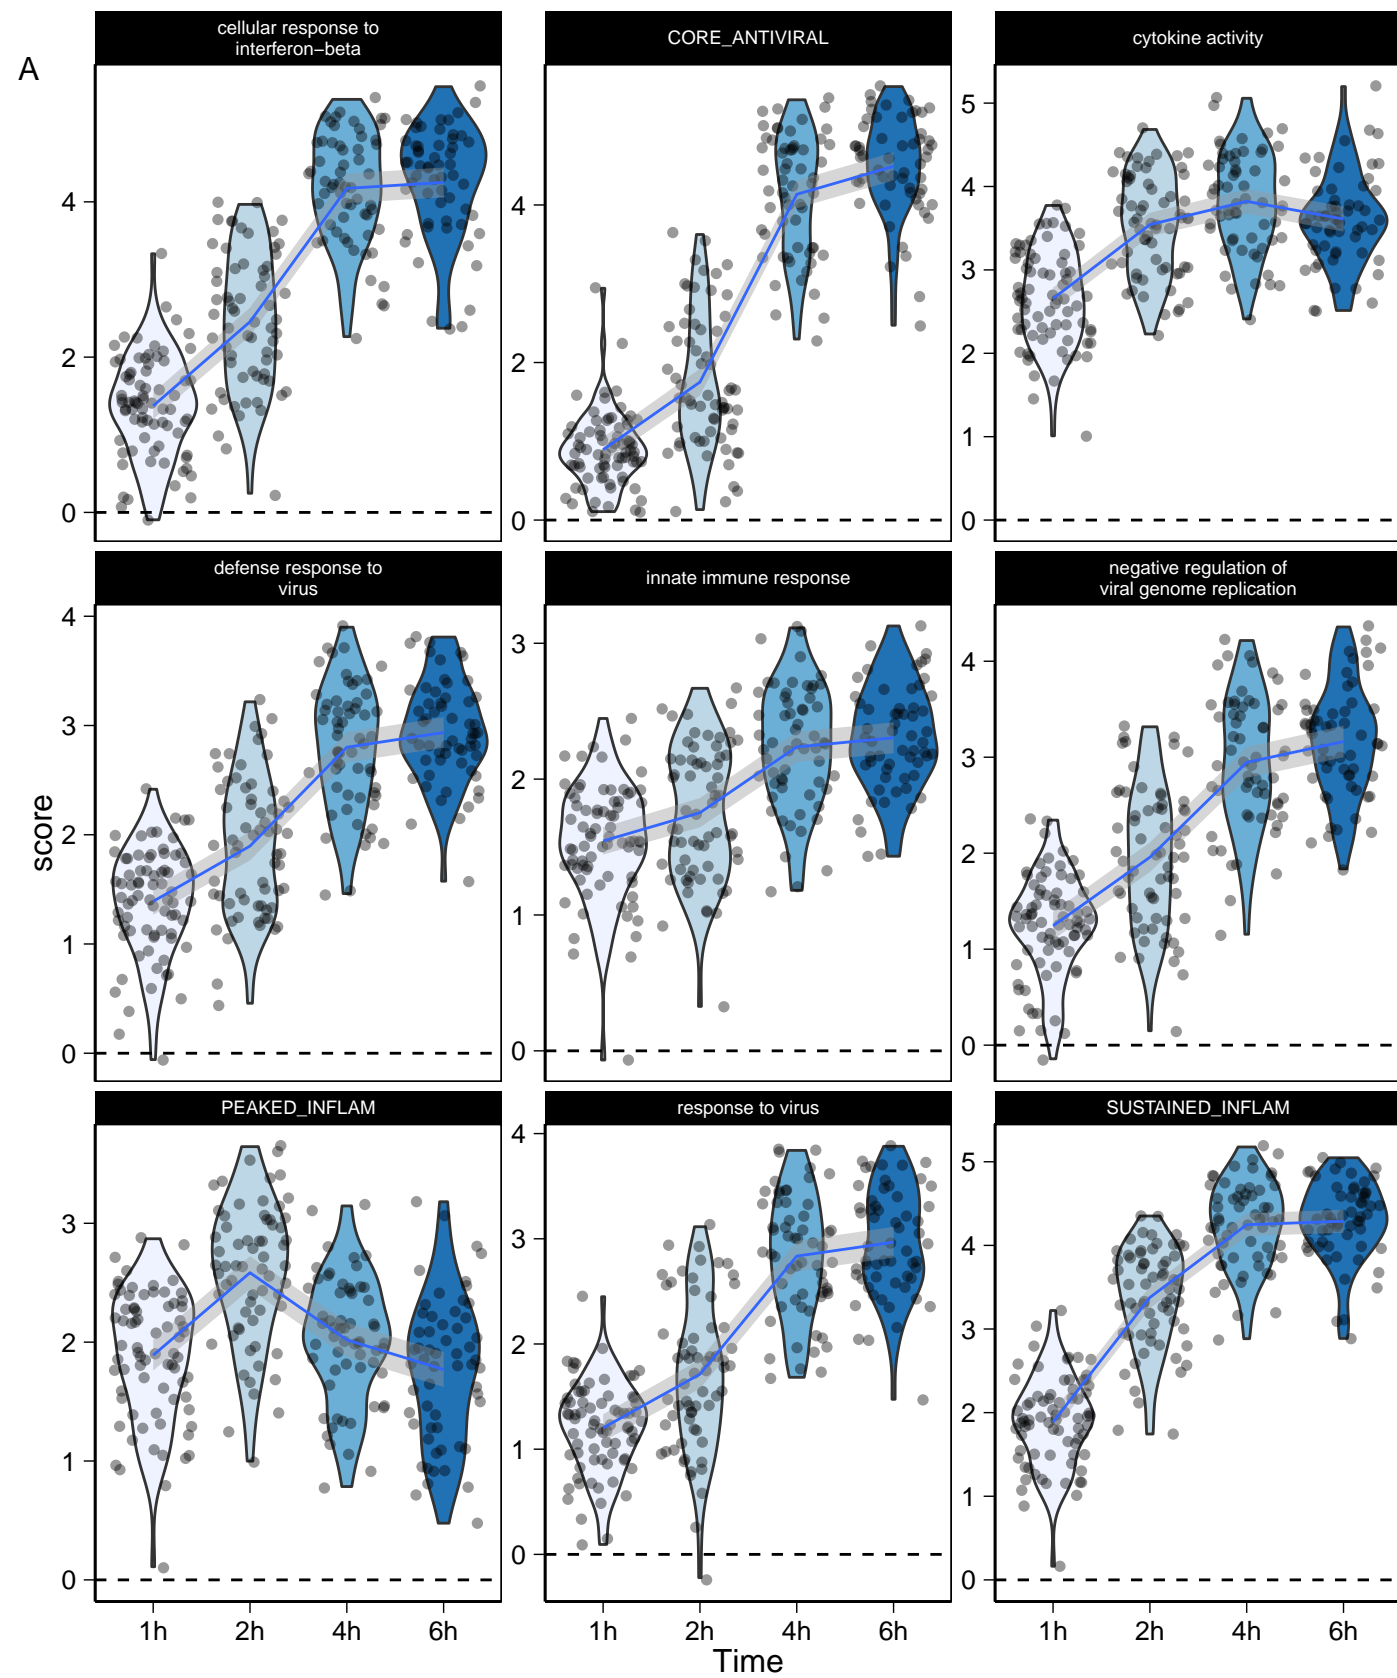 A
cellular response to
interferon−beta
CORE_ANTIVIRAL
cytokine activity
4
2
0
4
2
0
5
4
3
2
1
0
defense response to
virus
innate immune response
negative regulation of
viral genome replication
4
3
2
1
0
3
2
1
0
4
3
2
1
0
score
PEAKED_INFLAM
response to virus
SUSTAINED_INFLAM
3
2
1
0
4
3
2
1
0
5
4
3
2
1
0
1h 2h 4h 6h
1h 2h 4h 6h
1h 2h 4h 6h
Time